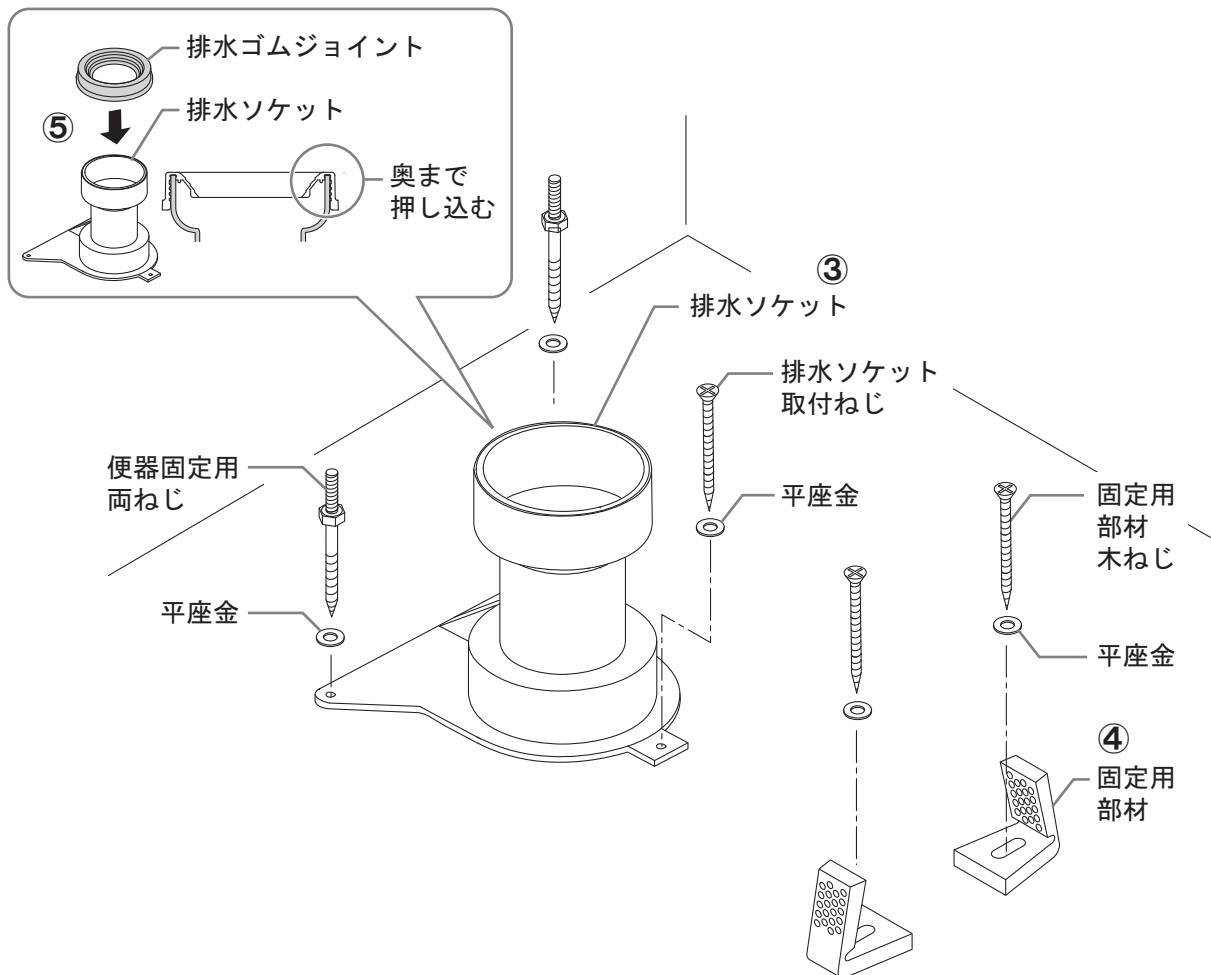 排水ゴムジョイント
⑤
排水ソケット
奥まで
押し込む
③
排水ソケット
排水ソケット
取付ねじ
便器固定用
両ねじ
平座金
固定用
部材
木ねじ
平座金
平座金
④
固定用
部材